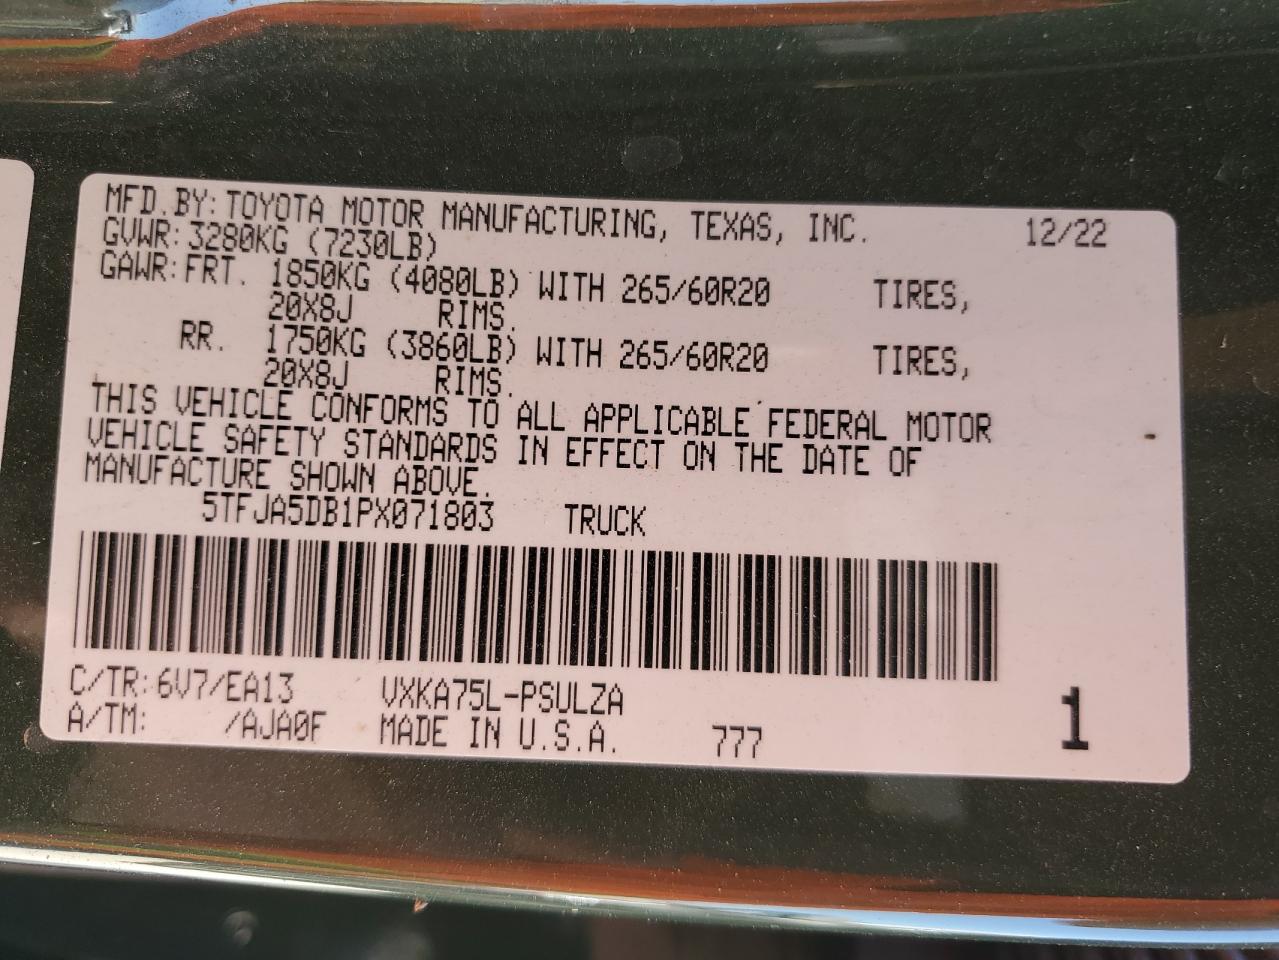 MFD.BY:TOYOTA MOTOR MANUFACTURING, TEXAS, INC. 12/22
GVWR:3280KG (7230LB)
GAWR:FRT. 1850KG (4080LB) WITH 265/60R20 TIRES,
20X8J RIMS.
RR. 1750KG (3860LB) WITH 265/60R20 TIRES,
20X8J RIMS.
THIS VEHICLE CONFORMS TO ALL APPLICABLE FEDERAL MOTOR
VEHICLE SAFETY STANDARDS IN EFFECT ON THE DATE OF
MANUFACTURE SHOWN ABOVE.
5TFJA5DB1PX071803 TRUCK
C/TR:6V7/EA13 VXKA75L-PSULZA
A/TM: /AJA0F MADE IN U.S.A. 777 1